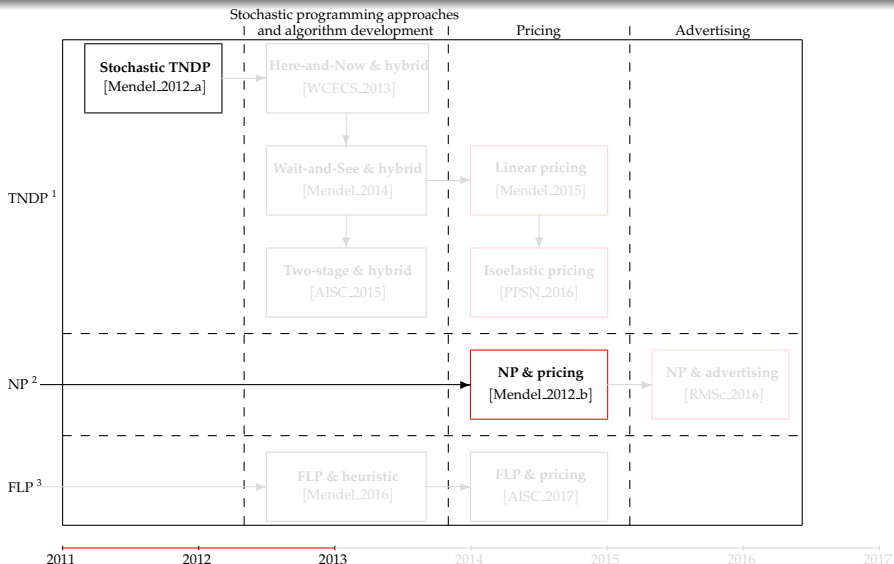 Stochastic programming approaches
and algorithm development
Pricing
Advertising
Stochastic TNDP
[Mendel_2012_a]
Here-and-Now & hybrid
[WCECS_2013]
TNDP 1
Wait-and-See & hybrid
[Mendel_2014]
Linear pricing
[Mendel_2015]
Two-stage & hybrid
[AISC_2015]
Isoelastic pricing
[PPSN_2016]
NP 2
NP & pricing
[Mendel_2012_b]
NP & advertising
[RMSc_2016]
FLP 3
FLP & heuristic
[Mendel_2016]
FLP & pricing
[AISC_2017]
2011 2012 2013 2014 2015 2016 2017